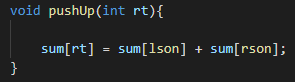 void pushUp(int rt){
sum[rt] = sum[lson] + sum[rson];
}